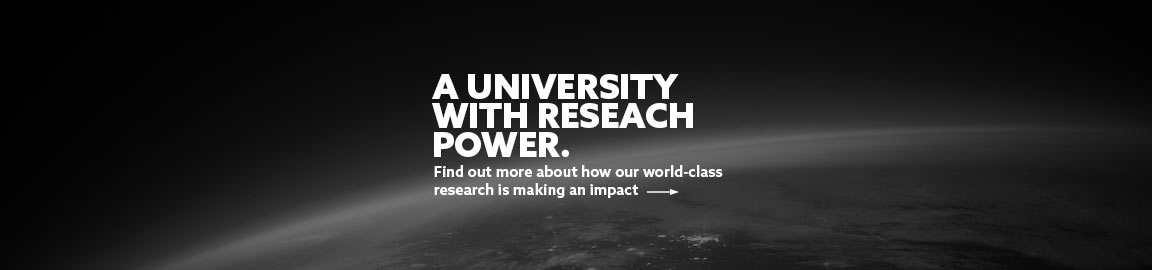 A UNIVERSITY
WITH RESEACH
POWER.
Find out more about how our world-class
research is making an impact